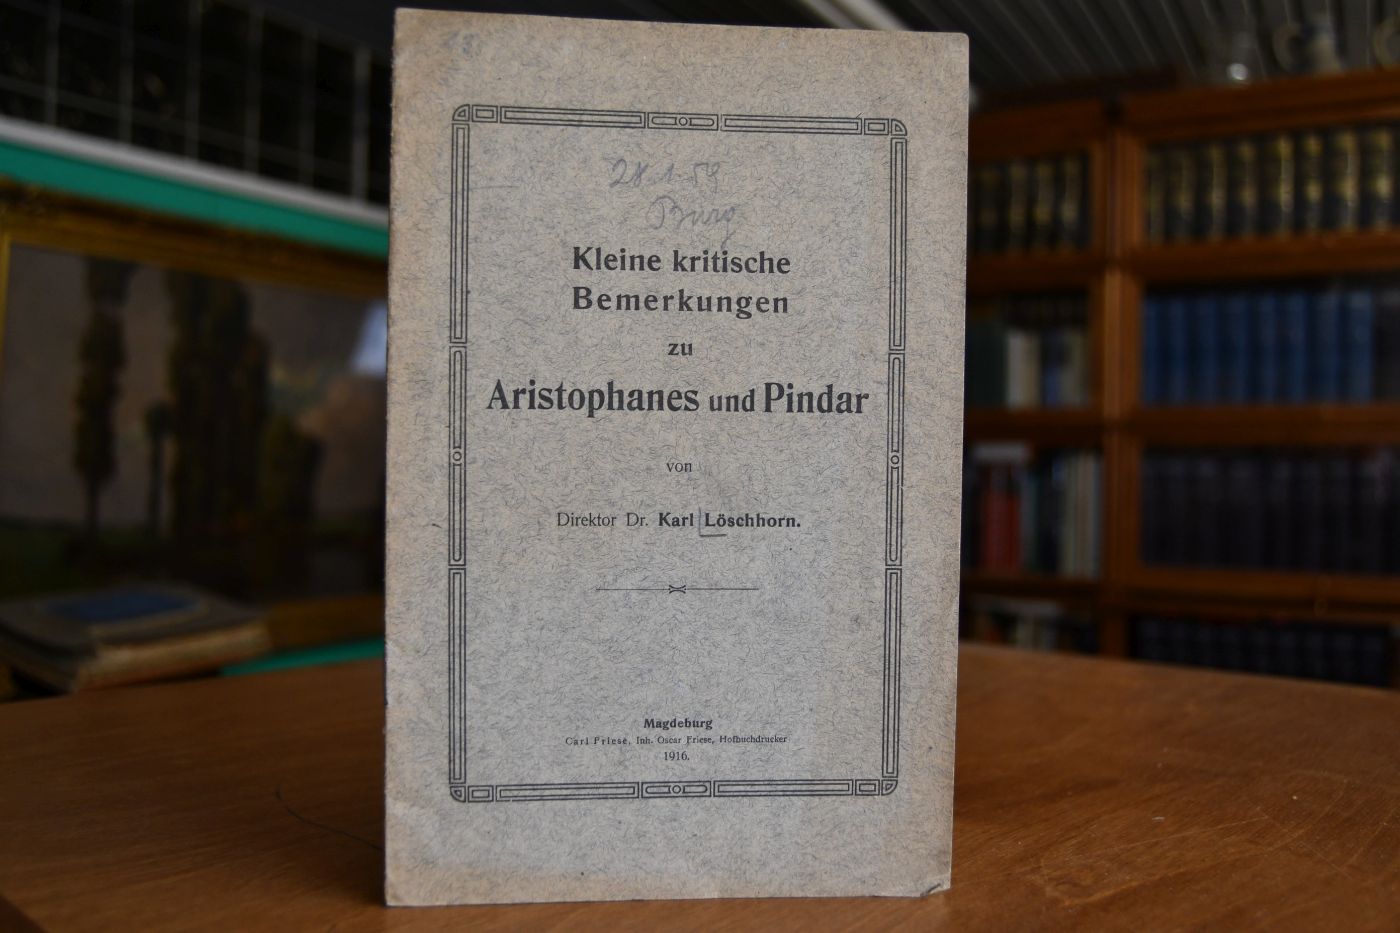 28.1.59
Burg
Kleine kritische
Bemerkungen
zu
Aristophanes und Pindar
von
Direktor Dr. Karl Löschhorn.
Magdeburg
Carl Friese, Inh. Oscar Friese, Hofbuchdrucker
1916.